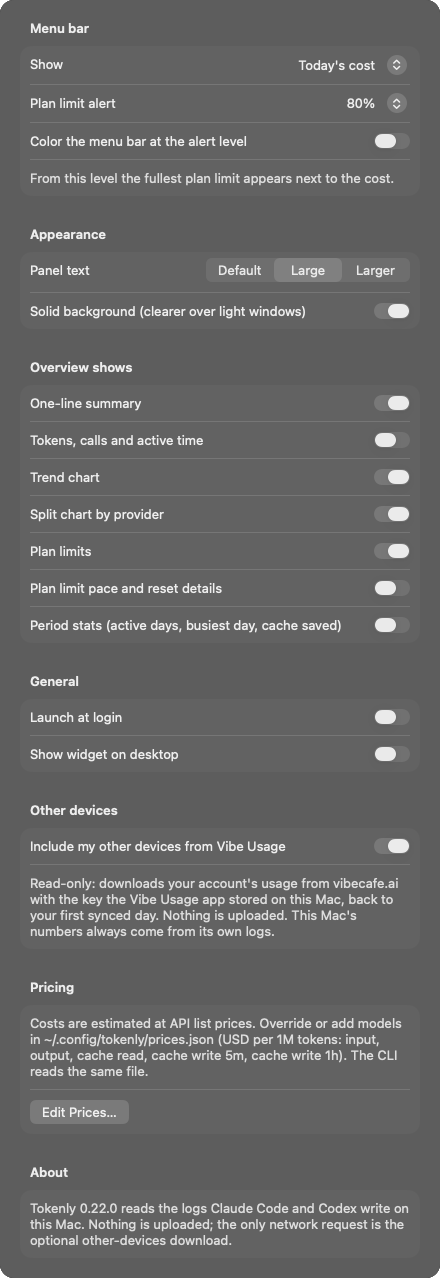 Menu bar
Show Today's cost
Plan limit alert 80%
Color the menu bar at the alert level
From this level the fullest plan limit appears next to the cost.
Appearance
Panel text Default Large Larger
Solid background (clearer over light windows)
Overview shows
One-line summary
Tokens, calls and active time
Trend chart
Split chart by provider
Plan limits
Plan limit pace and reset details
Period stats (active days, busiest day, cache saved)
General
Launch at login
Show widget on desktop
Other devices
Include my other devices from Vibe Usage
Read-only: downloads your account's usage from vibecafe.ai
with the key the Vibe Usage app stored on this Mac, back to
your first synced day. Nothing is uploaded. This Mac's
numbers always come from its own logs.
Pricing
Costs are estimated at API list prices. Override or add models
in ~/.config/tokenly/prices.json (USD per 1M tokens: input,
output, cache read, cache write 5m, cache write 1h). The CLI
reads the same file.
Edit Prices...
About
Tokenly 0.22.0 reads the logs Claude Code and Codex write on
this Mac. Nothing is uploaded; the only network request is the
optional other-devices download.